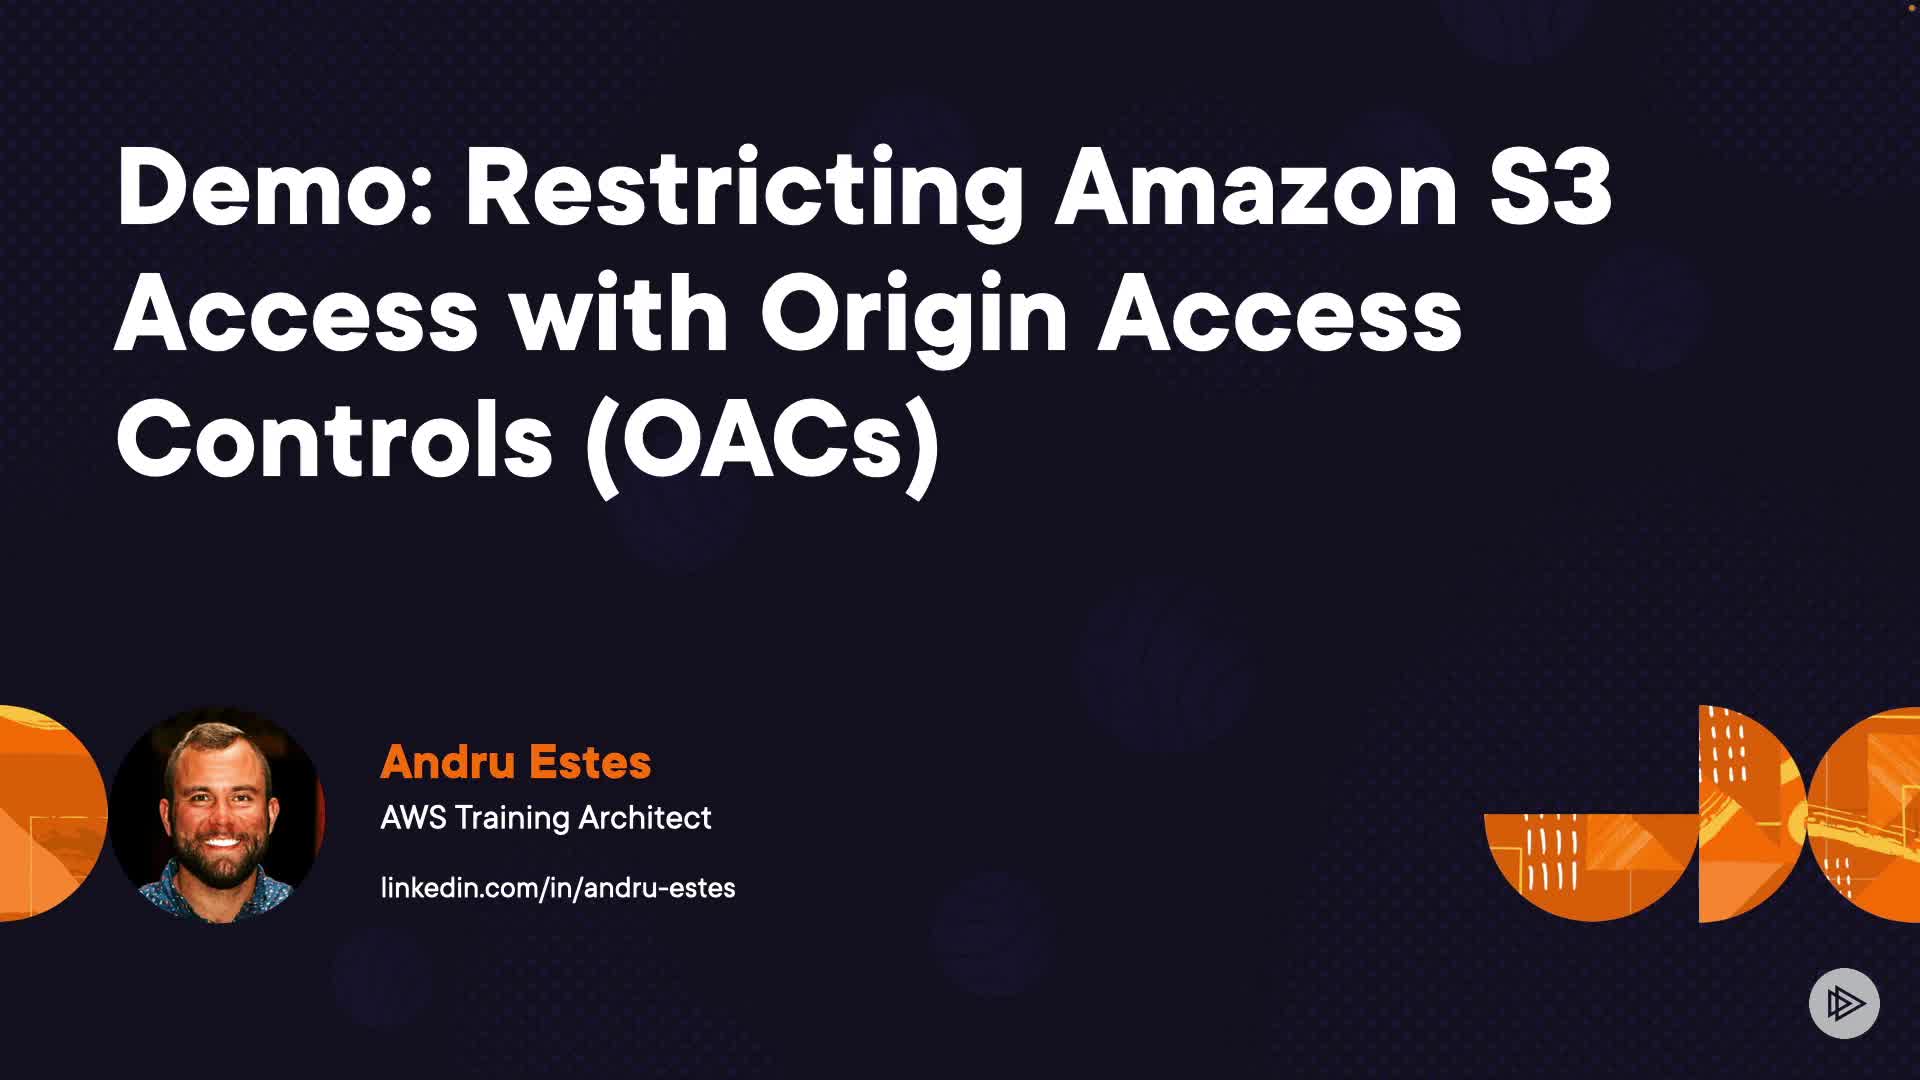 Demo: Restricting Amazon S3
Access with Origin Access
Controls (OACs)
Andru Estes
AWS Training Architect
linkedin.com/in/andru-estes